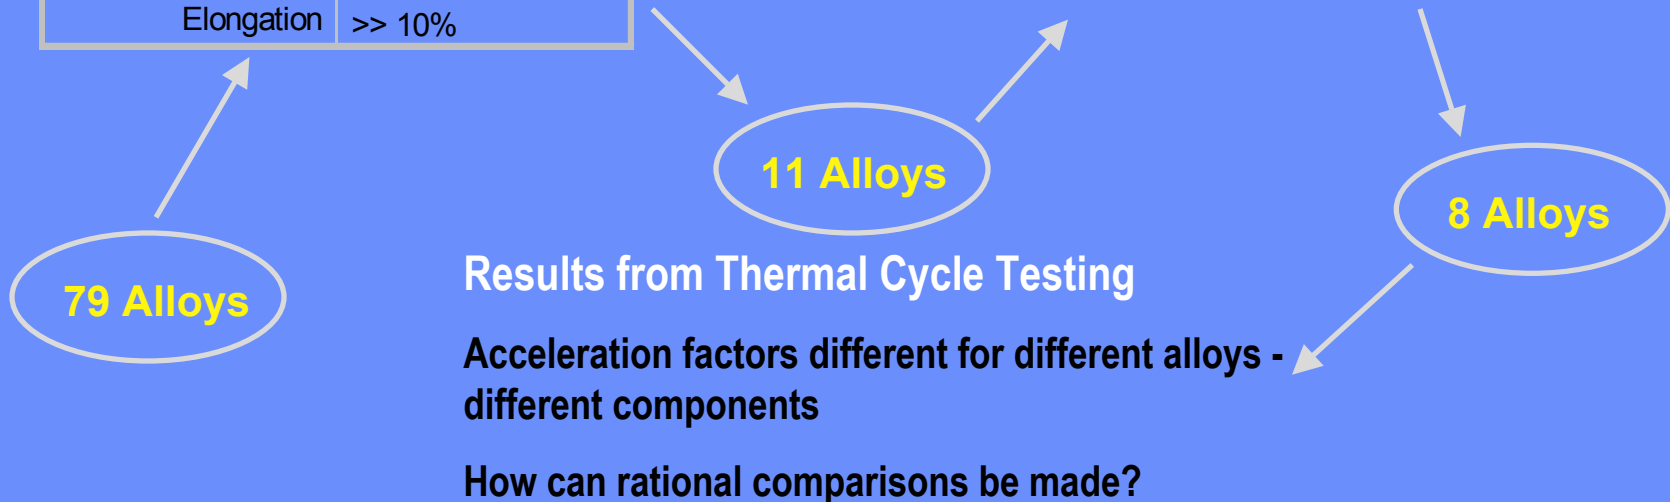 Elongation >> 10%
11 Alloys
8 Alloys
79 Alloys
Results from Thermal Cycle Testing
Acceleration factors different for different alloys -
different components
How can rational comparisons be made?